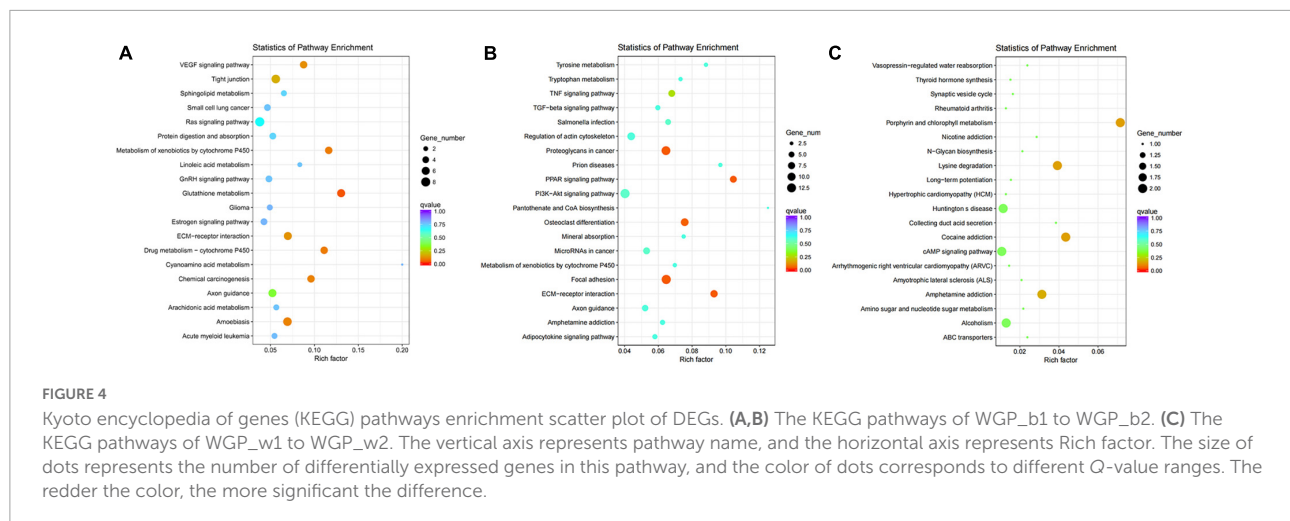 A
Statistics of Pathway Enrichment
VEGF signaling pathway
Tight junction
Sphingolipid metabolism
Small cell lung cancer
Ras signaling pathway
Protein digestion and absorption
Metabolism of xenobiotics by cytochrome P450
Linoleic acid metabolism
GnRH signaling pathway
Glutathione metabolism
Glioma
Estrogen signaling pathway
ECM-receptor interaction
Drug metabolism - cytochrome P450
Cyanoamino acid metabolism
Chemical carcinogenesis
Axon guidance
Arachidonic acid metabolism
Amoebiasis
Acute myeloid leukemia
0.05 0.10 0.15 0.20
Rich factor
Gene_number
2
4
6
8
qvalue
1.00
0.75
0.50
0.25
0.00
B
Statistics of Pathway Enrichment
Tyrosine metabolism
Tryptophan metabolism
TNF signaling pathway
TGF-beta signaling pathway
Salmonella infection
Regulation of actin cytoskeleton
Proteoglycans in cancer
Prion diseases
PPAR signaling pathway
PI3K-Akt signaling pathway
Pantothenate and CoA biosynthesis
Osteoclast differentiation
Mineral absorption
MicroRNAs in cancer
Metabolism of xenobiotics by cytochrome P450
Focal adhesion
ECM-receptor interaction
Axon guidance
Amphetamine addiction
Adipocytokine signaling pathway
0.04 0.06 0.08 0.10 0.12
Rich factor
Gene_num
2.5
5.0
7.5
10.0
12.5
qvalue
1.00
0.75
0.50
0.25
0.00
C
Statistics of Pathway Enrichment
Vasopressin-regulated water reabsorption
Thyroid hormone synthesis
Synaptic vesicle cycle
Rheumatoid arthritis
Porphyrin and chlorophyll metabolism
Nicotine addiction
N-Glycan biosynthesis
Lysine degradation
Long-term potentiation
Hypertrophic cardiomyopathy (HCM)
Huntington s disease
Collecting duct acid secretion
Cocaine addiction
cAMP signaling pathway
Arrhythmogenic right ventricular cardiomyopathy (ARVC)
Amyotrophic lateral sclerosis (ALS)
Amphetamine addiction
Amino sugar and nucleotide sugar metabolism
Alcoholism
ABC transporters
0.02 0.04 0.06
Rich factor
Gene_number
1.00
1.25
1.50
1.75
2.00
qvalue
1.00
0.75
0.50
0.25
0.00
FIGURE 4
Kyoto encyclopedia of genes (KEGG) pathways enrichment scatter plot of DEGs. (A,B) The KEGG pathways of WGP_b1 to WGP_b2. (C) The
KEGG pathways of WGP_w1 to WGP_w2. The vertical axis represents pathway name, and the horizontal axis represents Rich factor. The size of
dots represents the number of differentially expressed genes in this pathway, and the color of dots corresponds to different Q-value ranges. The
redder the color, the more significant the difference.